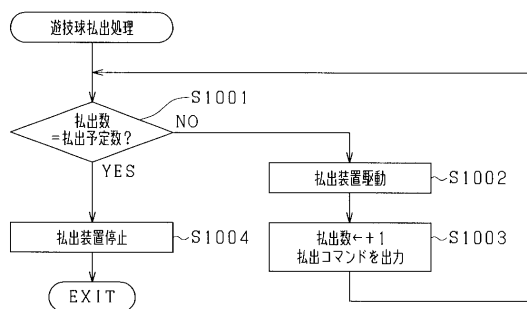 遊技球払出処理
払出数
=払出予定数?
S1001
NO
YES
払出装置駆動
S1002
払出装置停止
S1004
払出数←+1
払出コマンドを出力
S1003
EXIT